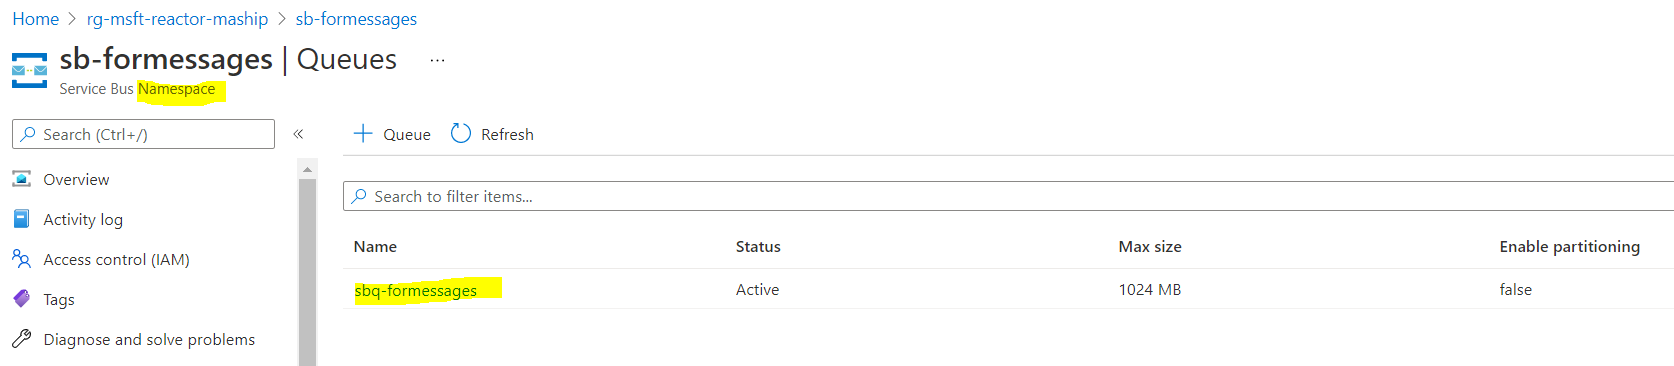 Home > rg-msft-reactor-maship > sb-formessages
sb-formessages | Queues ...
Service Bus Namespace
Search (Ctrl+/) «
Queue Refresh
Overview
Activity log
Access control (IAM)
Tags
Diagnose and solve problems
Search to filter items...
Name Status Max size Enable partitioning
sbq-formessages Active 1024 MB false